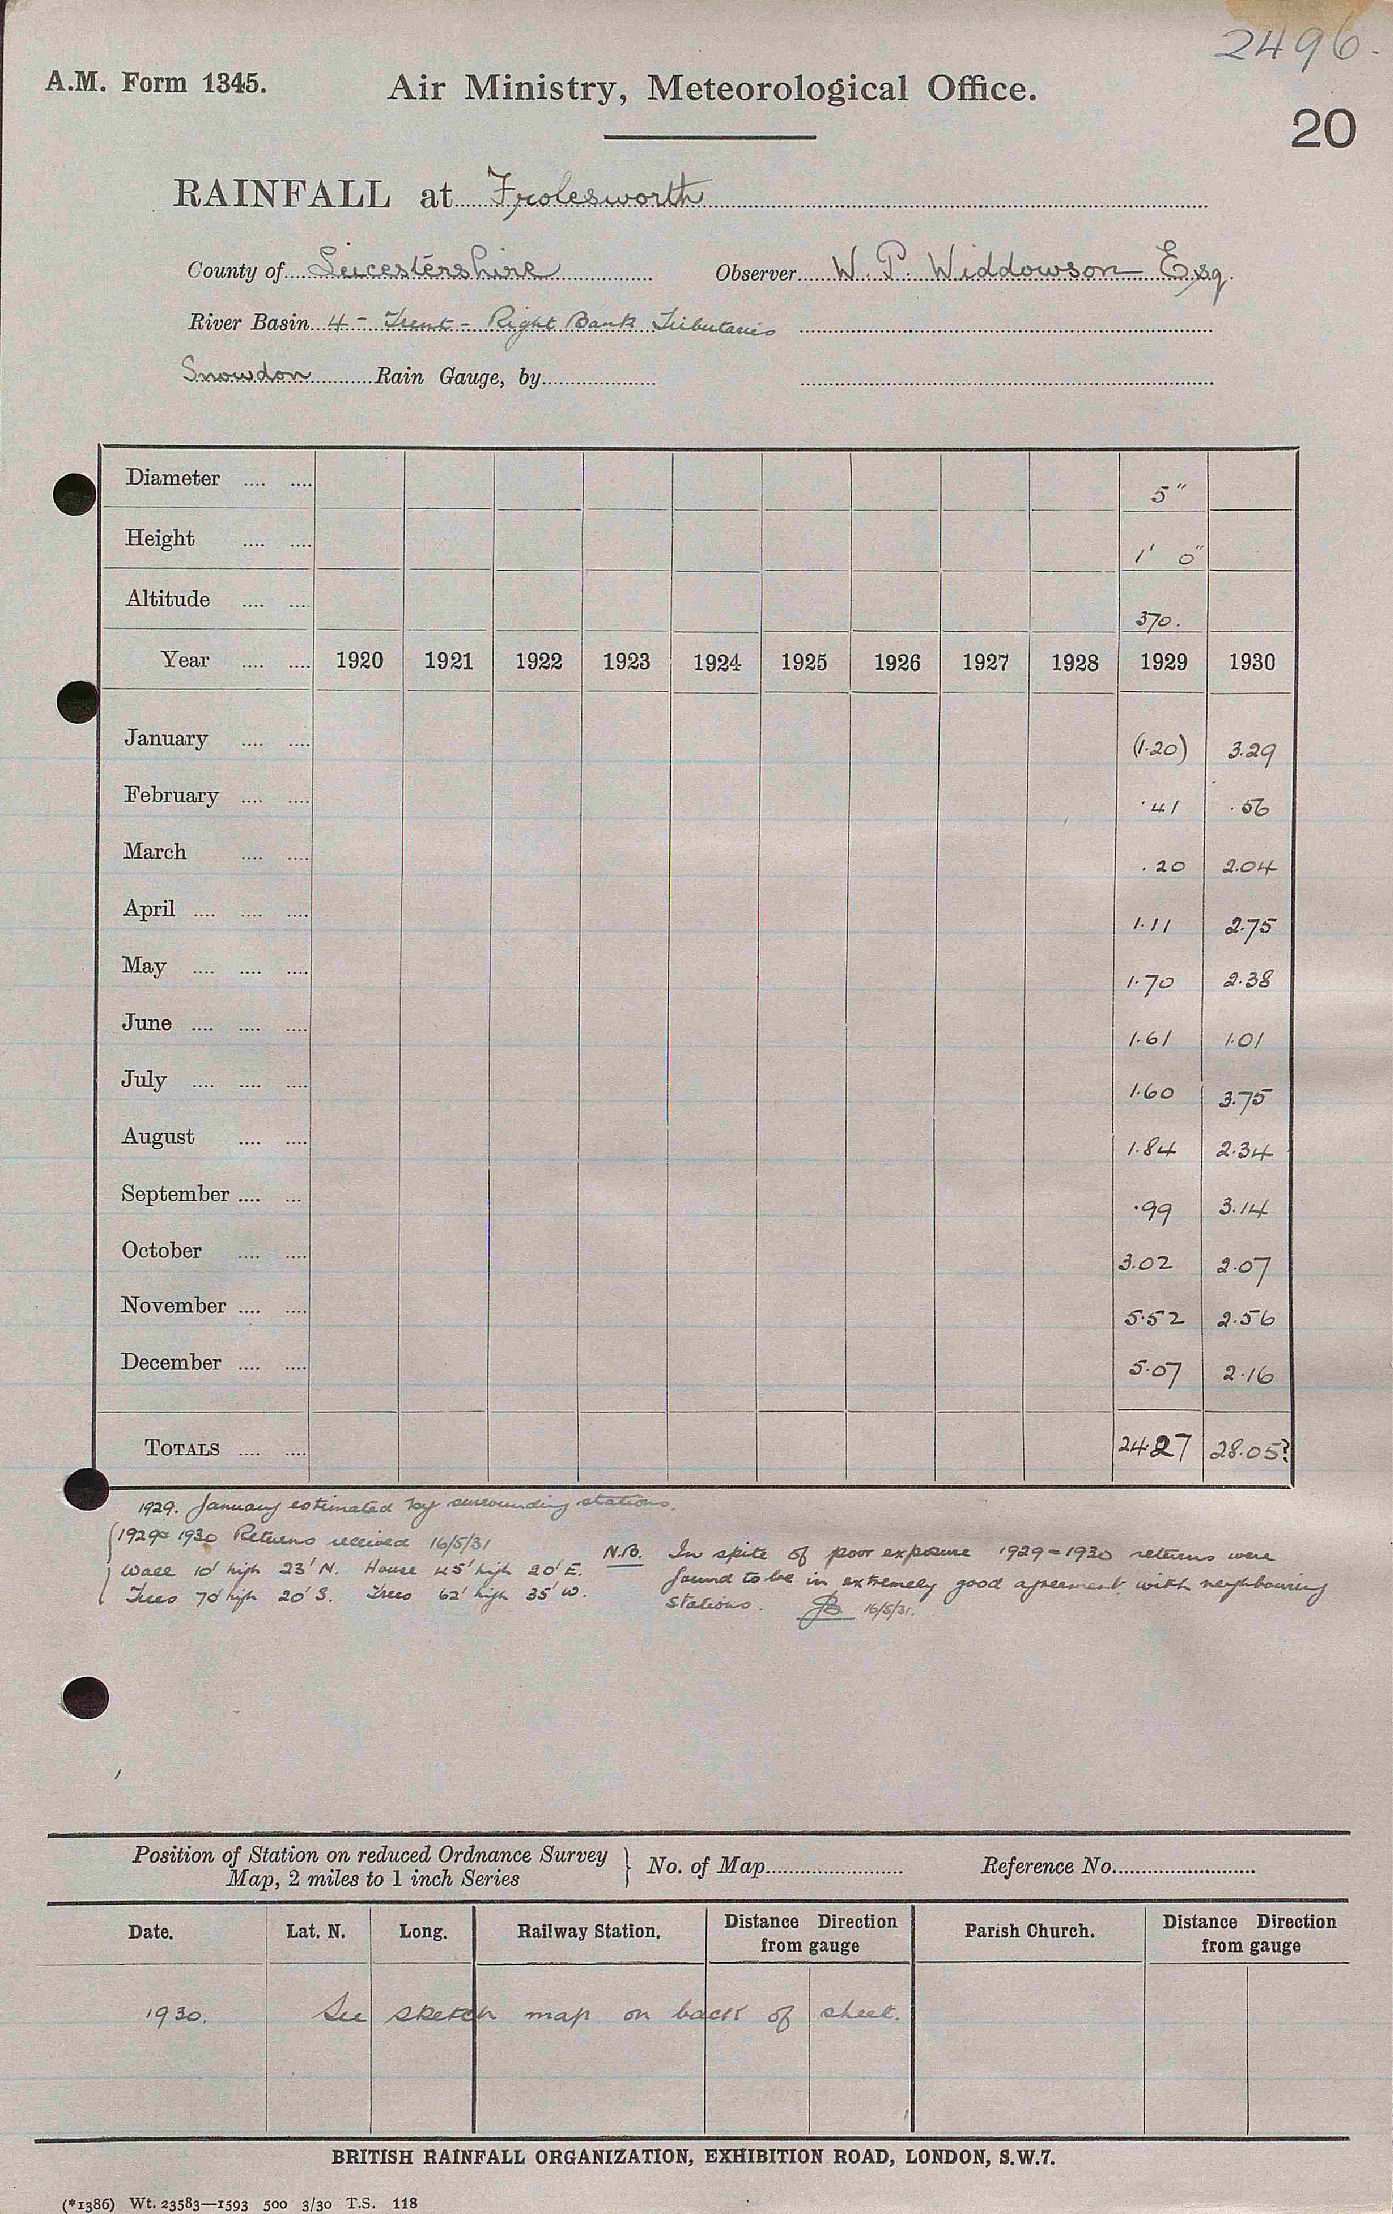 2496.
A.M. Form 1345. Air Ministry, Meteorological Office.
20
RAINFALL at Frolesworth
County of Leicestershire Observer W. P. Widdowson Esq.
River Basin 4 - Trent - Right Bank Tributaries
Snowdon Rain Gauge, by
Diameter 5"
Height 1' 0"
Altitude 370.
Year 1920 1921 1922 1923 1924 1925 1926 1927 1928 1929 1930
January (1.20) 3.29
February .41 .56
March .20 2.04
April 1.11 2.75
May 1.70 2.38
June 1.61 1.01
July 1.60 3.75
August 1.84 2.34
September .99 3.14
October 3.02 2.07
November 5.52 2.56
December 5.07 2.16
TOTALS 24.27 28.05?
1929. January estimated by surrounding stations.
1929 & 1930 Returns received 16/5/31
Wall 10' high 23' N. House 45' high 20' E.
Trees 70' high 20' S. Trees 62' high 35' W.
N.B. In spite of poor exposure 1929-1930 returns were
found to be in extremely good agreement with neighbouring
stations. 16/5/31.
Position of Station on reduced Ordnance Survey
Map, 2 miles to 1 inch Series } No. of Map Reference No.
Date. Lat. N. Long. Railway Station. Distance Direction from gauge Parish Church. Distance Direction from gauge
1930. See sketch map on back of sheet.
BRITISH RAINFALL ORGANIZATION, EXHIBITION ROAD, LONDON, S.W.7.
(*1386) Wt. 23583—1593 500 3/30 T.S. 118